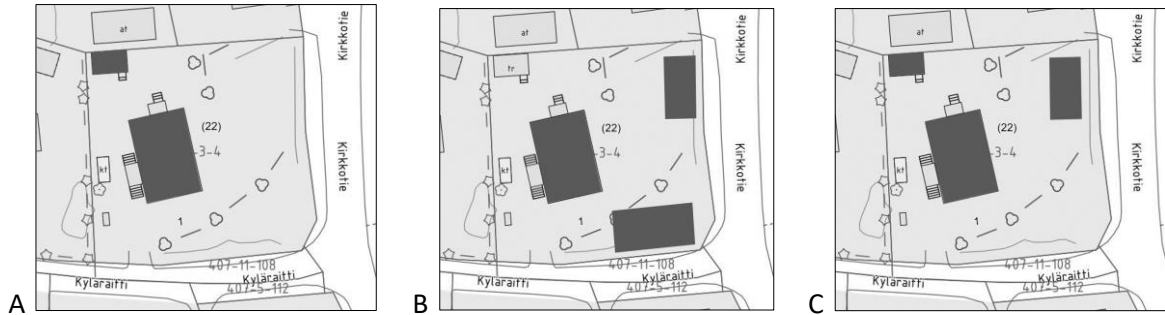 A
at
(22)
3-4
kt
1
407-11-108
Kyläraitti
Kyläraitti
407-5-112
Kirkkotie
Kirkkotie
B
at
tr
(22)
3-4
kt
1
407-11-108
Kyläraitti
Kyläraitti
407-5-112
Kirkkotie
Kirkkotie
C
at
(22)
3-4
kt
1
407-11-108
Kyläraitti
Kyläraitti
407-5-112
Kirkkotie
Kirkkotie